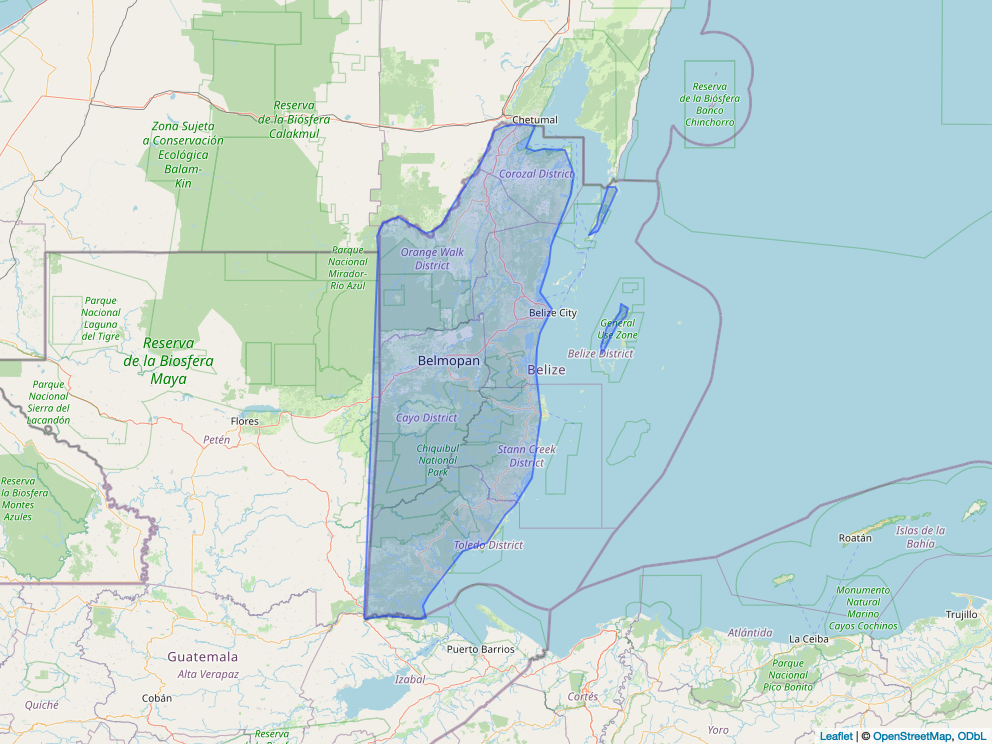 Chetumal
Reserva
de la Biosfera
Calakmul
Reserva
de la Biósfera
Banco
Chinchorro
Zona Sujeta
a Conservación
Ecológica
Balam-
Kin
Corozal District
Parque
Nacional
Mirador-
Río Azul
Orange Walk
District
Parque
Nacional
Laguna
del Tigre
Belize City
General
Use Zone
Belize District
Reserva
de la Biosfera
Maya
Belmopan
Belize
Parque
Nacional
Sierra del
Lacandón
Flores
Petén
Cayo District
Chiquibul
National
Park
Stann Creek
District
Reserva
de la Biosfera
Montes
Azules
Toledo District
Roatán
Islas de la
Bahía
Monumento
Natural
Marino
Cayos Cochinos
Trujillo
Atlántida
La Ceiba
Puerto Barrios
Guatemala
Alta Verapaz
Izabal
Parque
Nacional
Pico Bonito
Cobán
Quiché
Cortés
Yoro
Reserva
de la Biosfera
Leaflet | © OpenStreetMap, ODbL